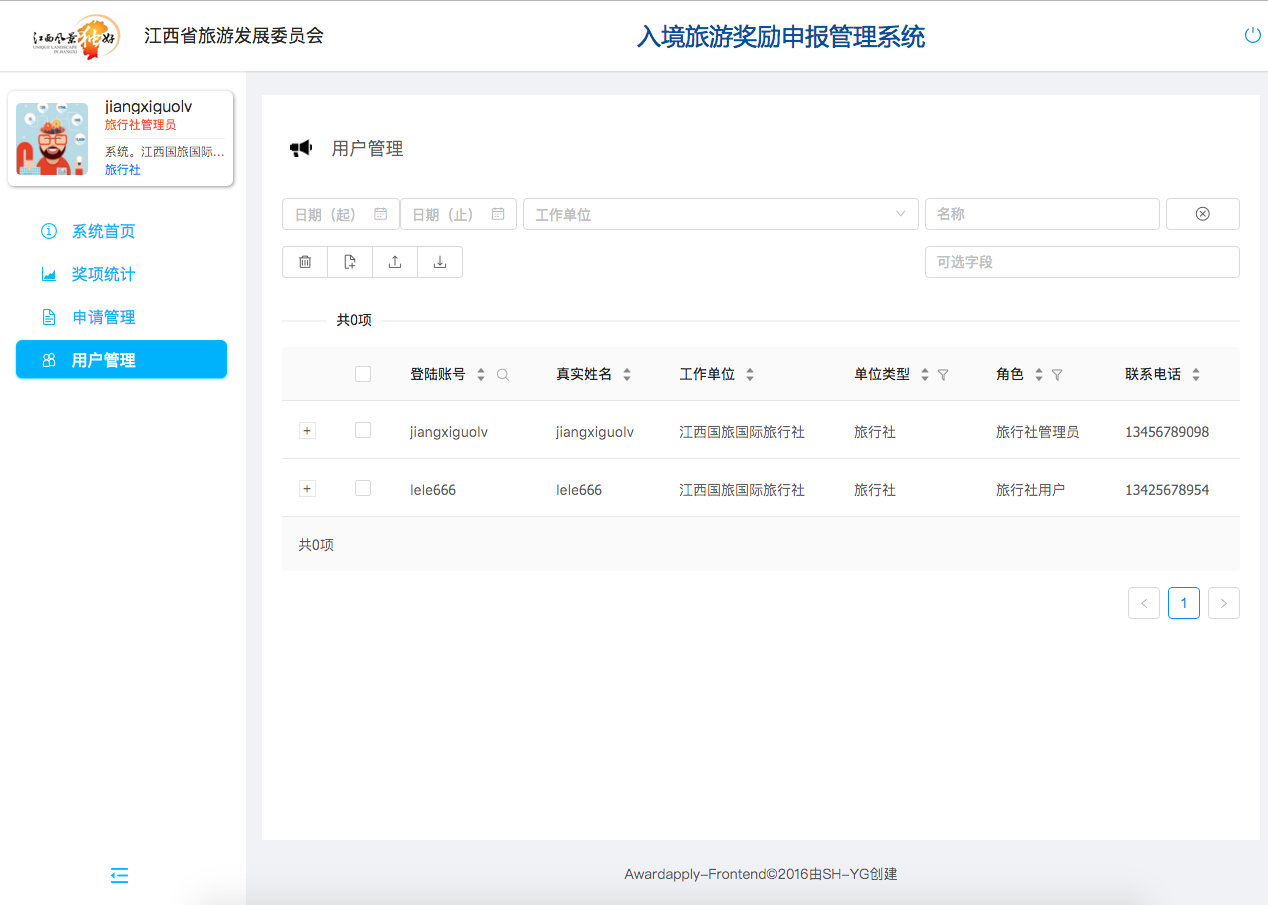 江西风景独好
UNIQUE LANDSCAPE
IN JIANGXI
江西省旅游发展委员会
入境旅游奖励申报管理系统
jiangxiguolv
旅行社管理员
系统。江西国旅国际...
旅行社
系统首页
奖项统计
申请管理
用户管理
用户管理
日期（起） 日期（止） 工作单位 名称
可选字段
共0项
登陆账号 真实姓名 工作单位 单位类型 角色 联系电话
+ jiangxiguolv jiangxiguolv 江西国旅国际旅行社 旅行社 旅行社管理员 13456789098
+ lele666 lele666 江西国旅国际旅行社 旅行社 旅行社用户 13425678954
共0项
< 1 >
Awardapply-Frontend©2016由SH-YG创建